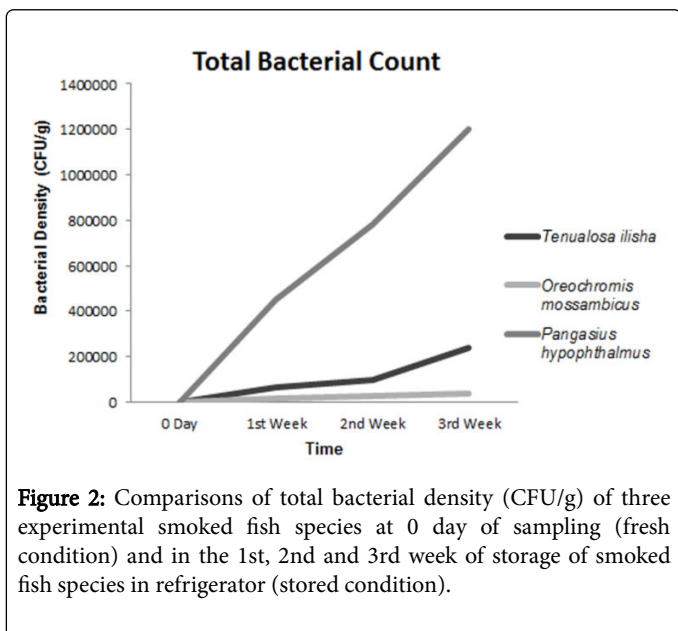 Total Bacterial Count
1400000
1200000
1000000
800000
600000
400000
200000
0
Bacterial Density (CFU/g)
0 Day
1st Week
2nd Week
3rd Week
Time
Tenualosa ilisha
Oreochromis
mossambicus
Pangasius
hypophthalmus
Figure 2: Comparisons of total bacterial density (CFU/g) of three
experimental smoked fish species at 0 day of sampling (fresh
condition) and in the 1st, 2nd and 3rd week of storage of smoked
fish species in refrigerator (stored condition).